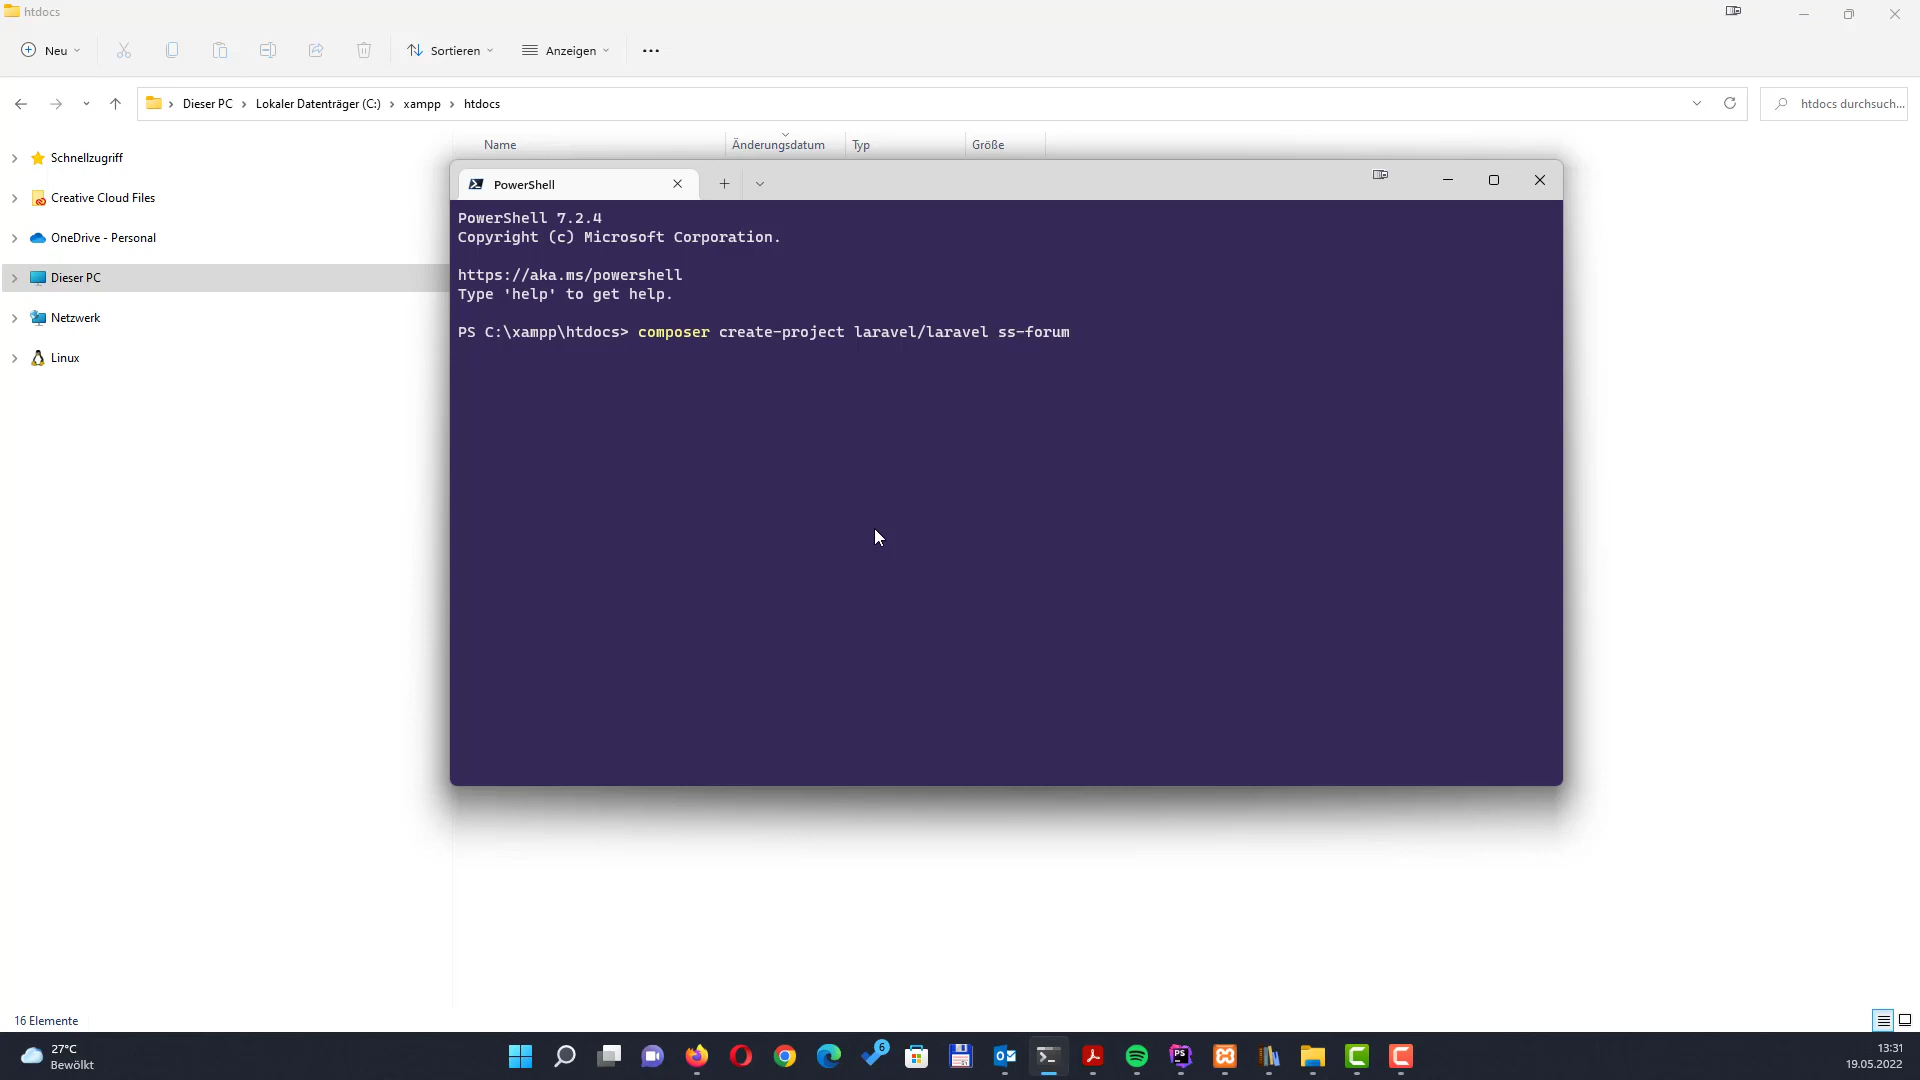 htdocs
Neu
Sortieren
Anzeigen
Dieser PC
Lokaler Datenträger (C:)
xampp
htdocs
htdocs durchsuch...
Name
Änderungsdatum
Typ
Größe
Schnellzugriff
Creative Cloud Files
OneDrive - Personal
Dieser PC
Netzwerk
Linux
PowerShell
PowerShell 7.2.4
Copyright (c) Microsoft Corporation.
https://aka.ms/powershell
Type 'help' to get help.
PS C:\xampp\htdocs> composer create-project laravel/laravel ss-forum
16 Elemente
27°C
Bewölkt
6
PS
13:31
19.05.2022